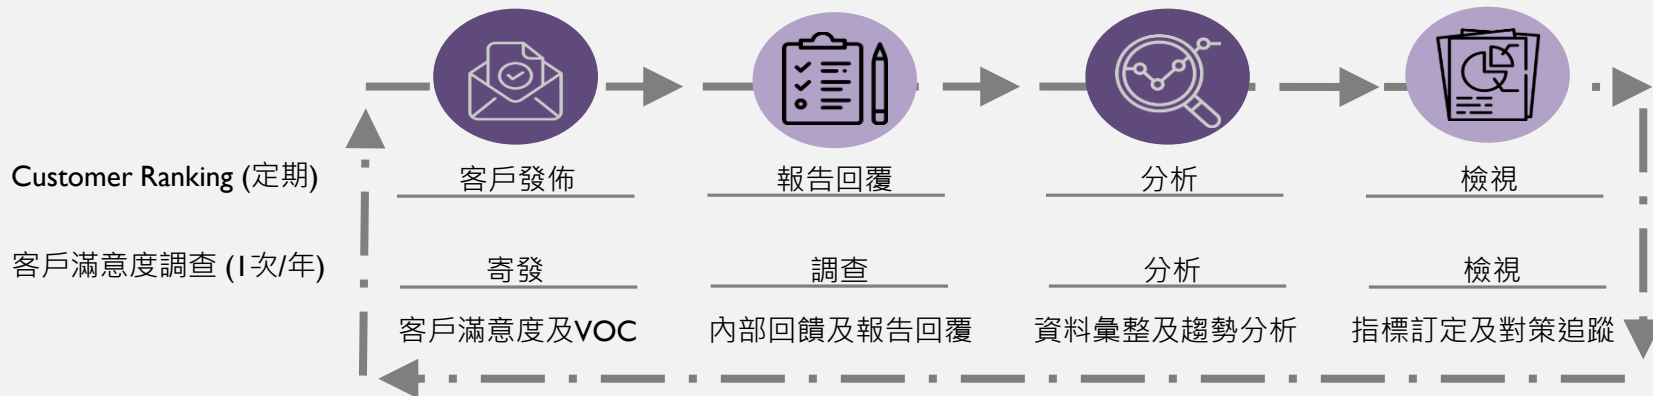 Customer Ranking (定期) 客戶發佈 報告回覆 分析 檢視
客戶滿意度調查 (1次/年) 寄發 調查 分析 檢視
客戶滿意度及VOC 內部回饋及報告回覆 資料彙整及趨勢分析 指標訂定及對策追蹤